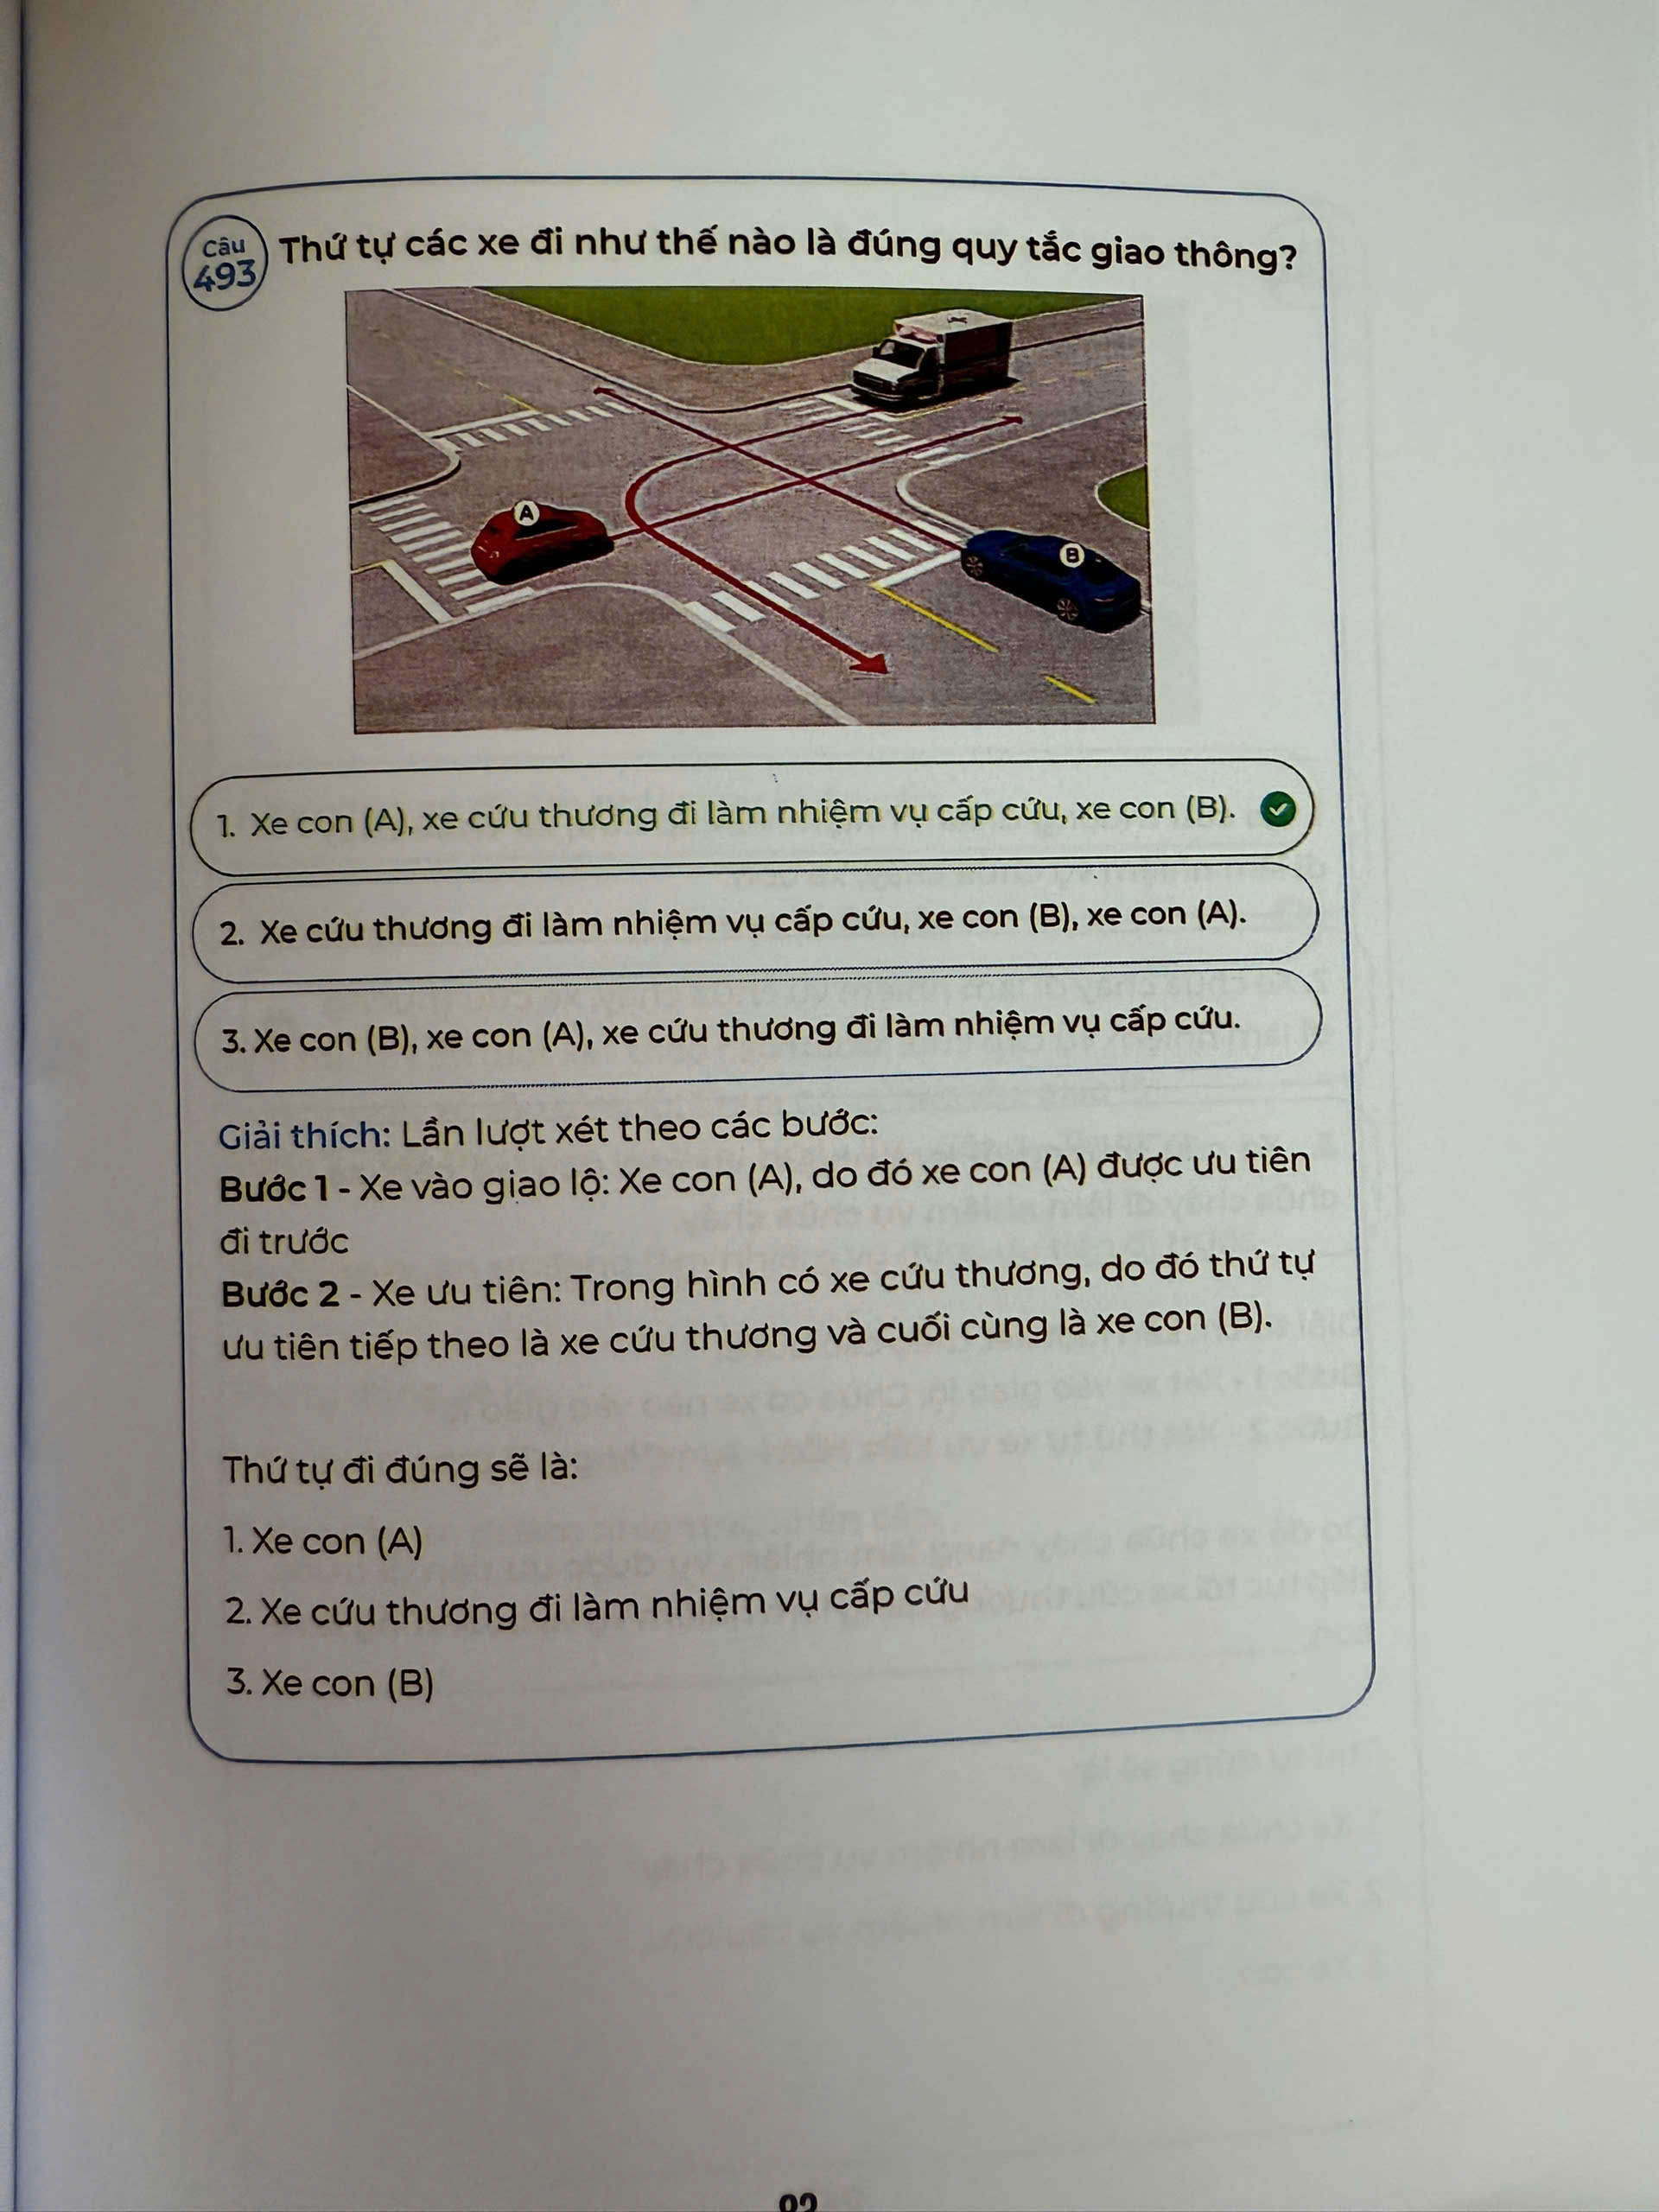 Câu
493
Thứ tự các xe đi như thế nào là đúng quy tắc giao thông?
A
B
1. Xe con (A), xe cứu thương đi làm nhiệm vụ cấp cứu, xe con (B).
2. Xe cứu thương đi làm nhiệm vụ cấp cứu, xe con (B), xe con (A).
3. Xe con (B), xe con (A), xe cứu thương đi làm nhiệm vụ cấp cứu.
Giải thích: Lần lượt xét theo các bước:
Bước 1 - Xe vào giao lộ: Xe con (A), do đó xe con (A) được ưu tiên
đi trước
Bước 2 - Xe ưu tiên: Trong hình có xe cứu thương, do đó thứ tự
ưu tiên tiếp theo là xe cứu thương và cuối cùng là xe con (B).
Thứ tự đi đúng sẽ là:
1. Xe con (A)
2. Xe cứu thương đi làm nhiệm vụ cấp cứu
3. Xe con (B)